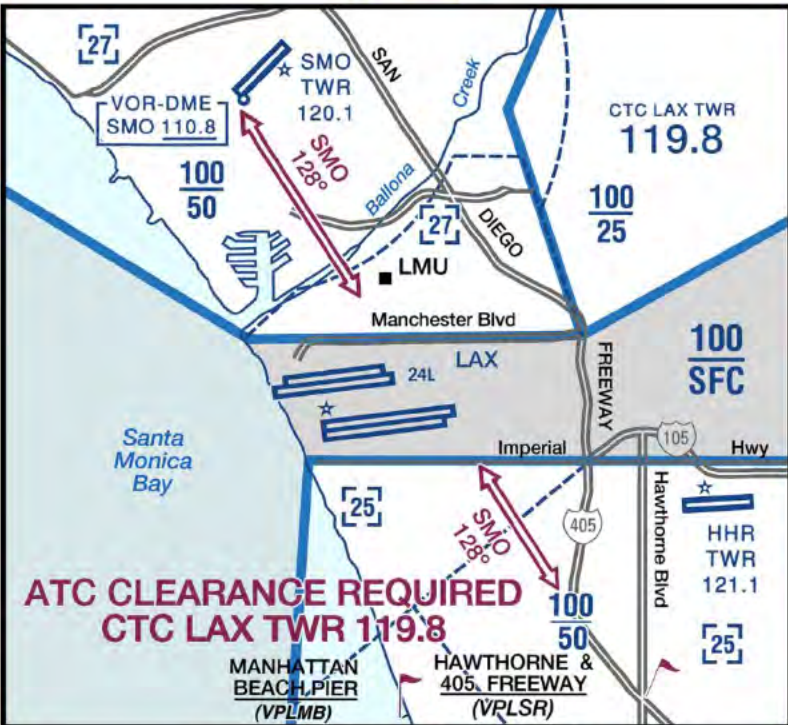 [27]
SMO
TWR
120.1
VOR-DME
SMO 110.8
SAN
Creek
CTC LAX TWR
119.8
100
50
SMO
128°
Ballona
[27]
DIEGO
100
25
LMU
Manchester Blvd
LAX
24L
FREEWAY
100
SFC
Santa
Monica
Bay
Imperial
105
Hwy
[25]
SMO
128°
405
Hawthorne Blvd
HHR
TWR
121.1
ATC CLEARANCE REQUIRED
CTC LAX TWR 119.8
100
50
[25]
MANHATTAN
BEACH PIER
(VPLMB)
HAWTHORNE &
405 FREEWAY
(VPLSR)